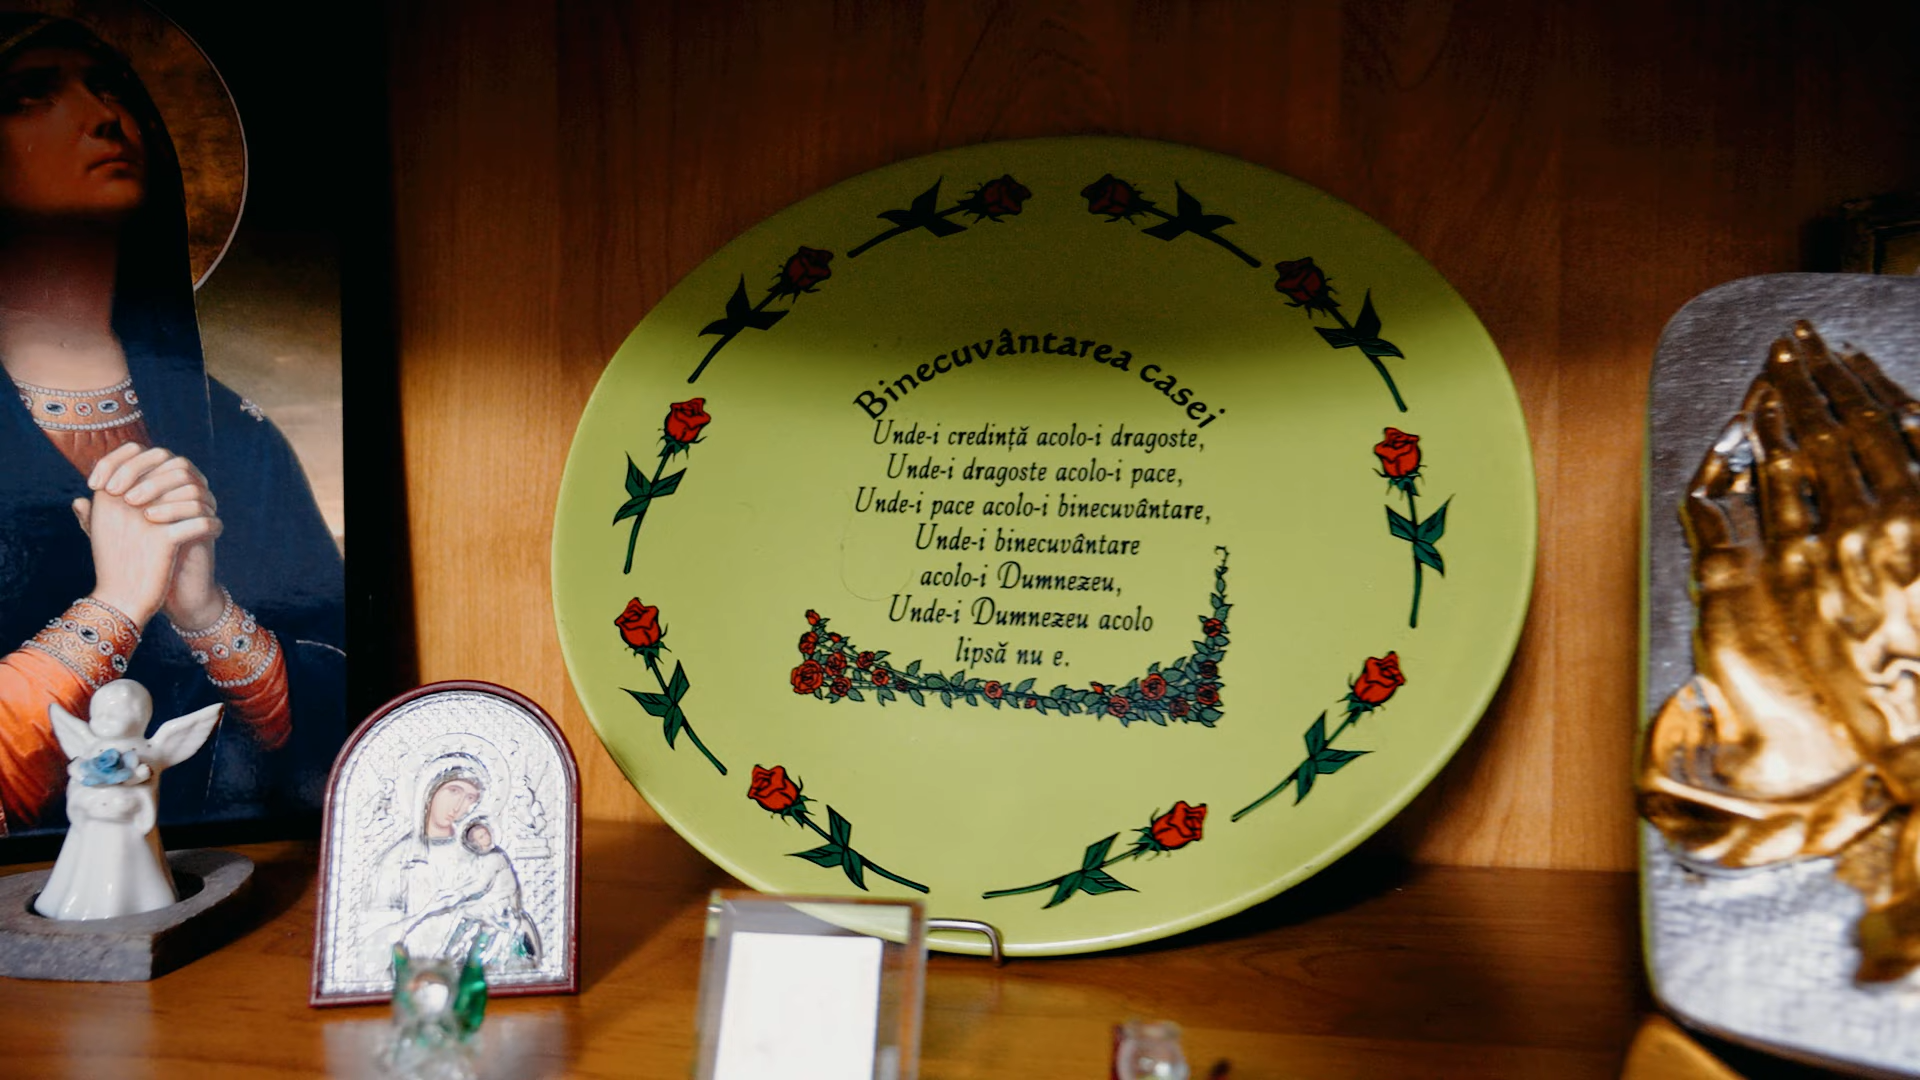 Binecuvântarea casei
Unde-i credință acolo-i dragoste,
Unde-i dragoste acolo-i pace,
Unde-i pace acolo-i binecuvântare,
Unde-i binecuvântare
acolo-i Dumnezeu,
Unde-i Dumnezeu acolo
lipsă nu e.